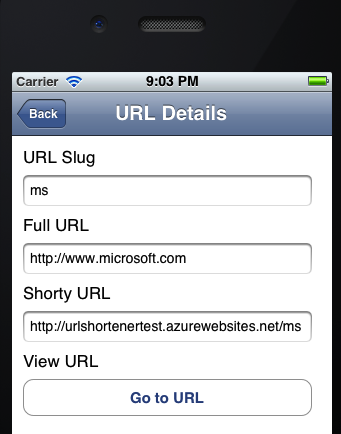 Carrier 9:03 PM
Back URL Details
URL Slug
ms
Full URL
http://www.microsoft.com
Shorty URL
http://urlshortenertest.azurewebsites.net/ms
View URL
Go to URL